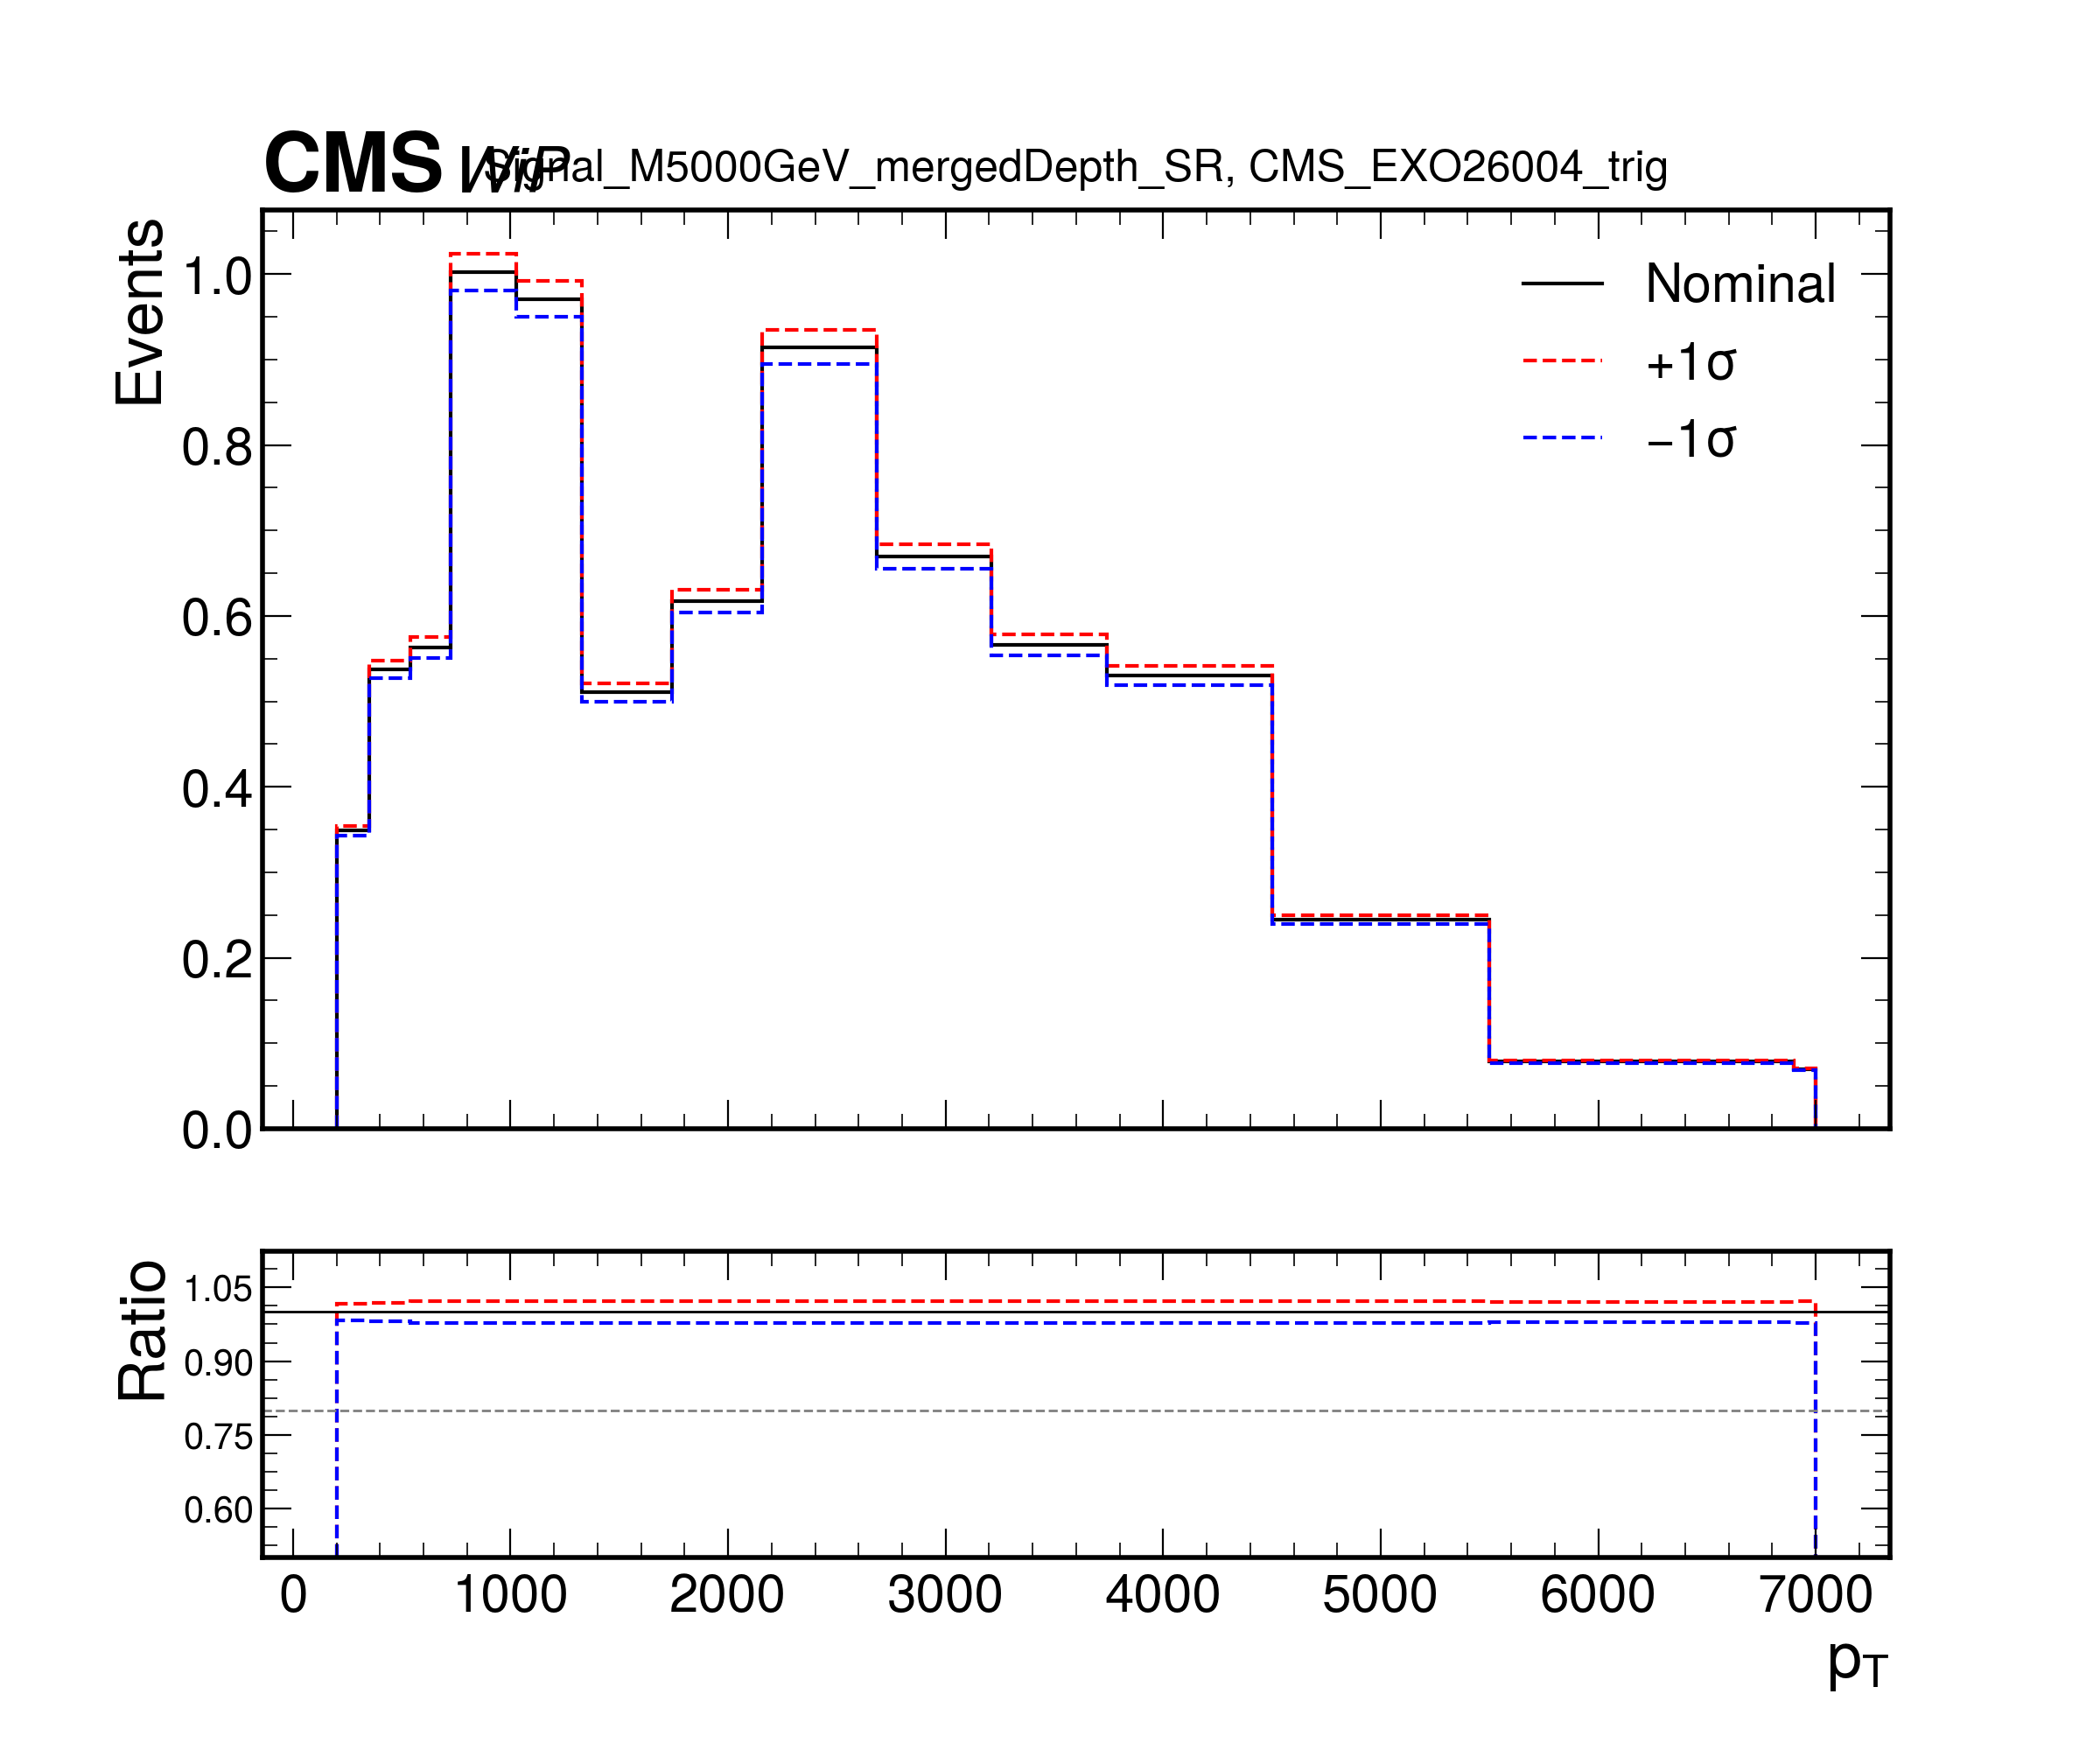 CMS WiP Signal_M5000GeV_mergedDepth_SR, CMS_EXO26004_trig
Events
1.0
0.8
0.6
0.4
0.2
0.0
Nominal
+1σ
−1σ
Ratio
1.05
0.90
0.75
0.60
0 1000 2000 3000 4000 5000 6000 7000
pT